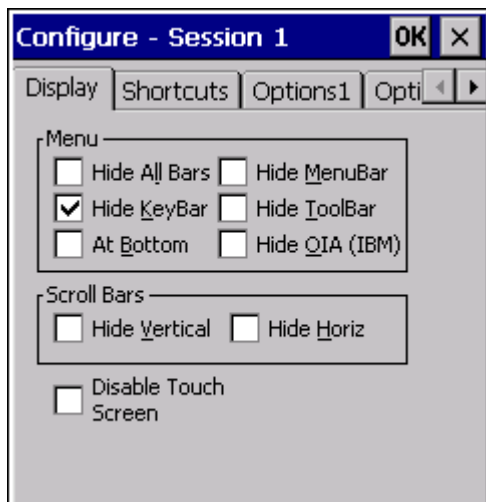 Configure - Session 1 OK ×
Display Shortcuts Options1 Opti
Menu
Hide All Bars Hide MenuBar
Hide KeyBar Hide ToolBar
At Bottom Hide OIA (IBM)
Scroll Bars
Hide Vertical Hide Horiz
Disable Touch
Screen